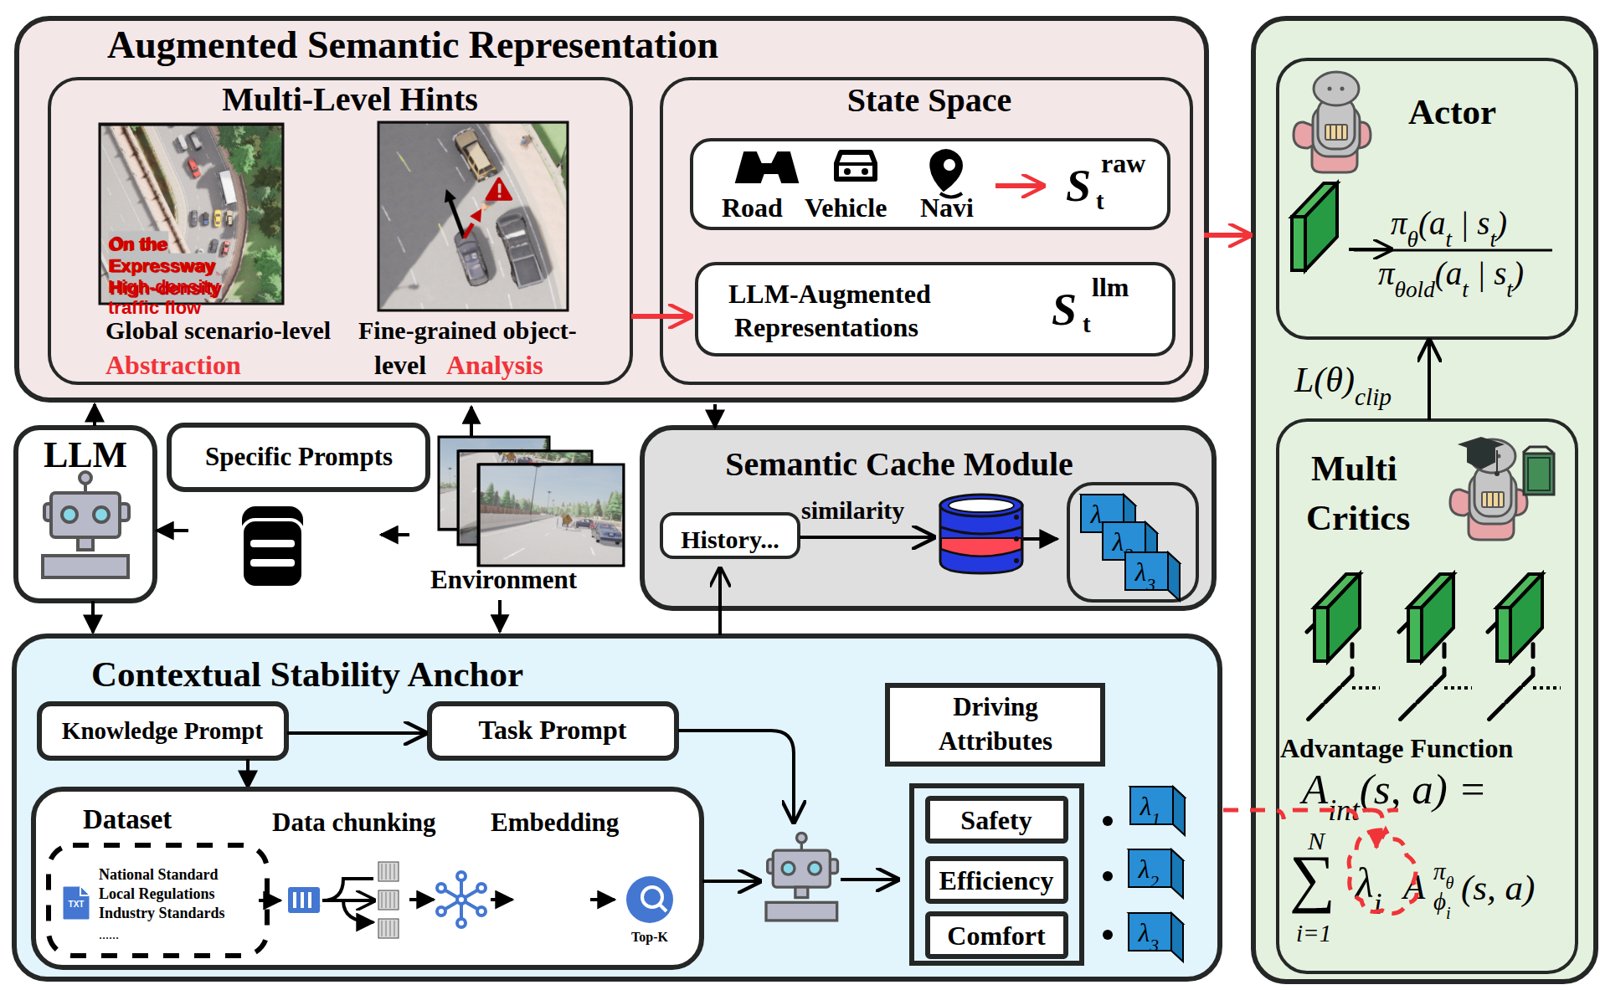 Augmented Semantic Representation
Multi-Level Hints
On the
Expressway
High-density
traffic flow
Global scenario-level
Abstraction
Fine-grained object-
level Analysis
State Space
Road Vehicle Navi
S t raw
LLM-Augmented
Representations
S t llm
LLM
Specific Prompts
Environment
Semantic Cache Module
History...
similarity
λ
λ2
λ3
Contextual Stability Anchor
Knowledge Prompt
Task Prompt
Dataset
TXT
National Standard
Local Regulations
Industry Standards
......
Data chunking
Embedding
Top-K
Driving
Attributes
Safety
Efficiency
Comfort
• λ1
• λ2
• λ3
Actor
πθ(at | st)
πθold(at | st)
L(θ)clip
Multi
Critics
Advantage Function
Aint(s, a) =
N
∑ λi A πθ ϕi (s, a)
i=1